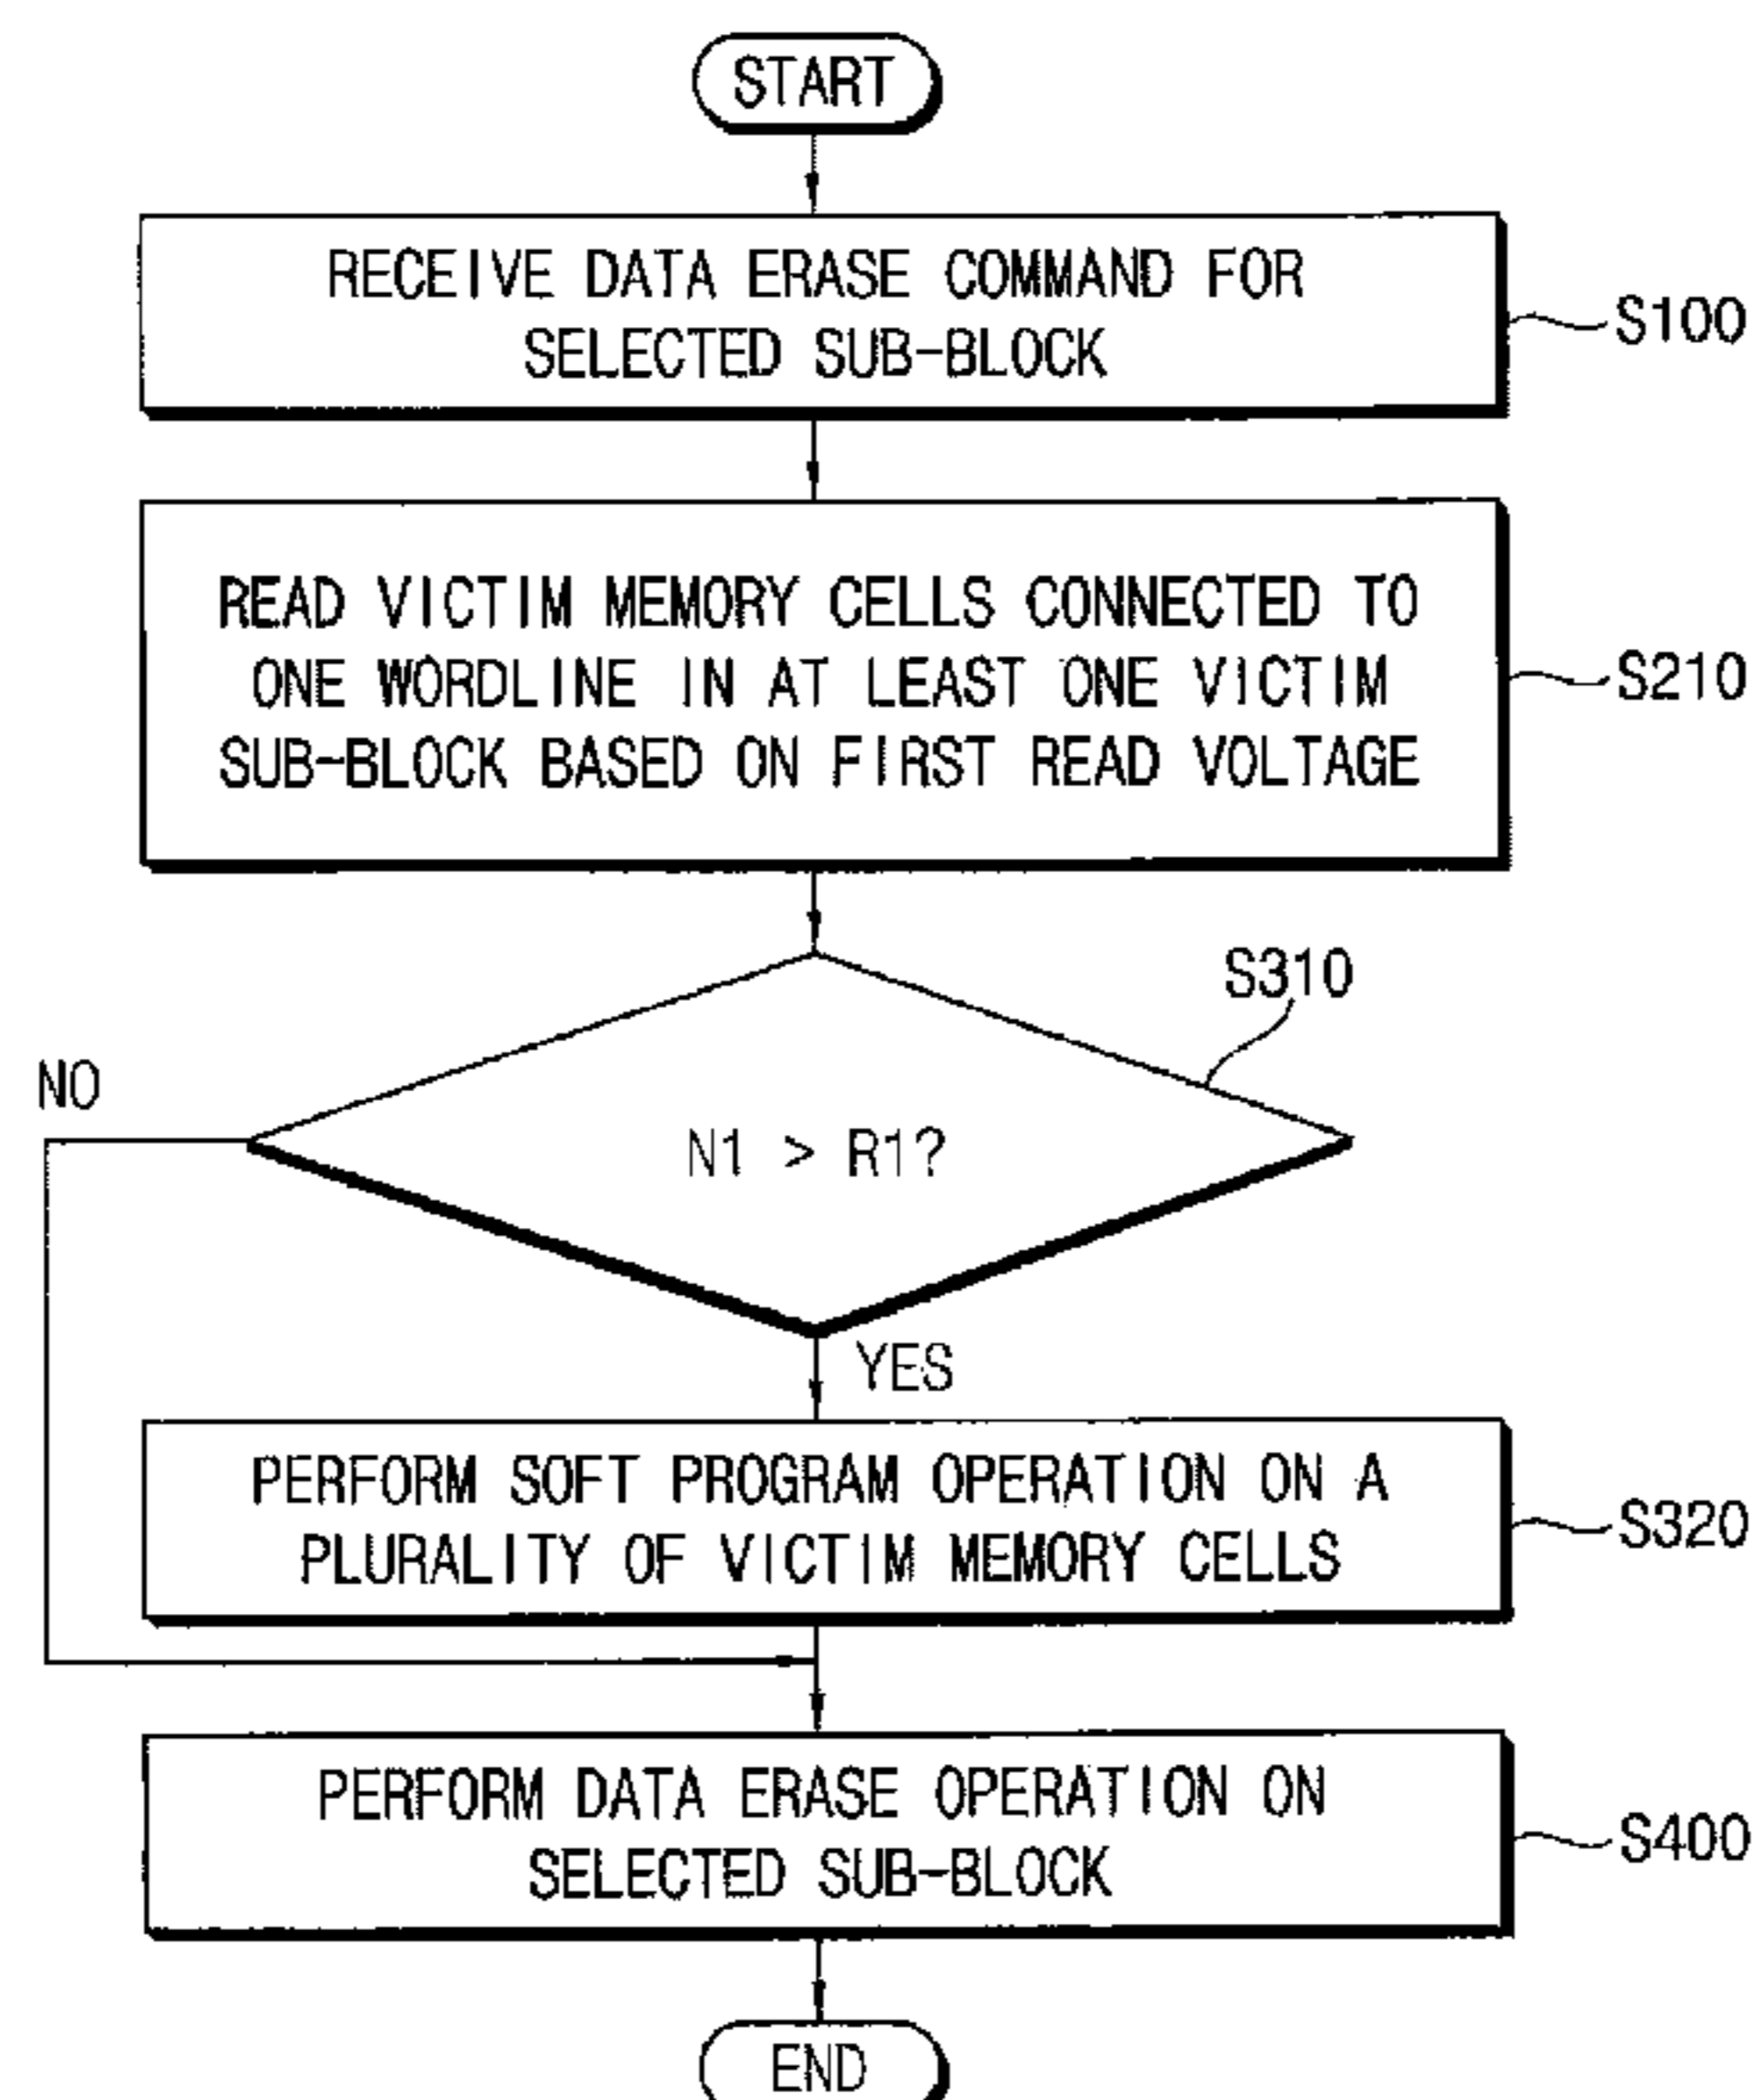 START
RECEIVE DATA ERASE COMMAND FOR
SELECTED SUB-BLOCK
S100
READ VICTIM MEMORY CELLS CONNECTED TO
ONE WORDLINE IN AT LEAST ONE VICTIM
SUB-BLOCK BASED ON FIRST READ VOLTAGE
S210
S310
NO
N1 > R1?
YES
PERFORM SOFT PROGRAM OPERATION ON A
PLURALITY OF VICTIM MEMORY CELLS
S320
PERFORM DATA ERASE OPERATION ON
SELECTED SUB-BLOCK
S400
END